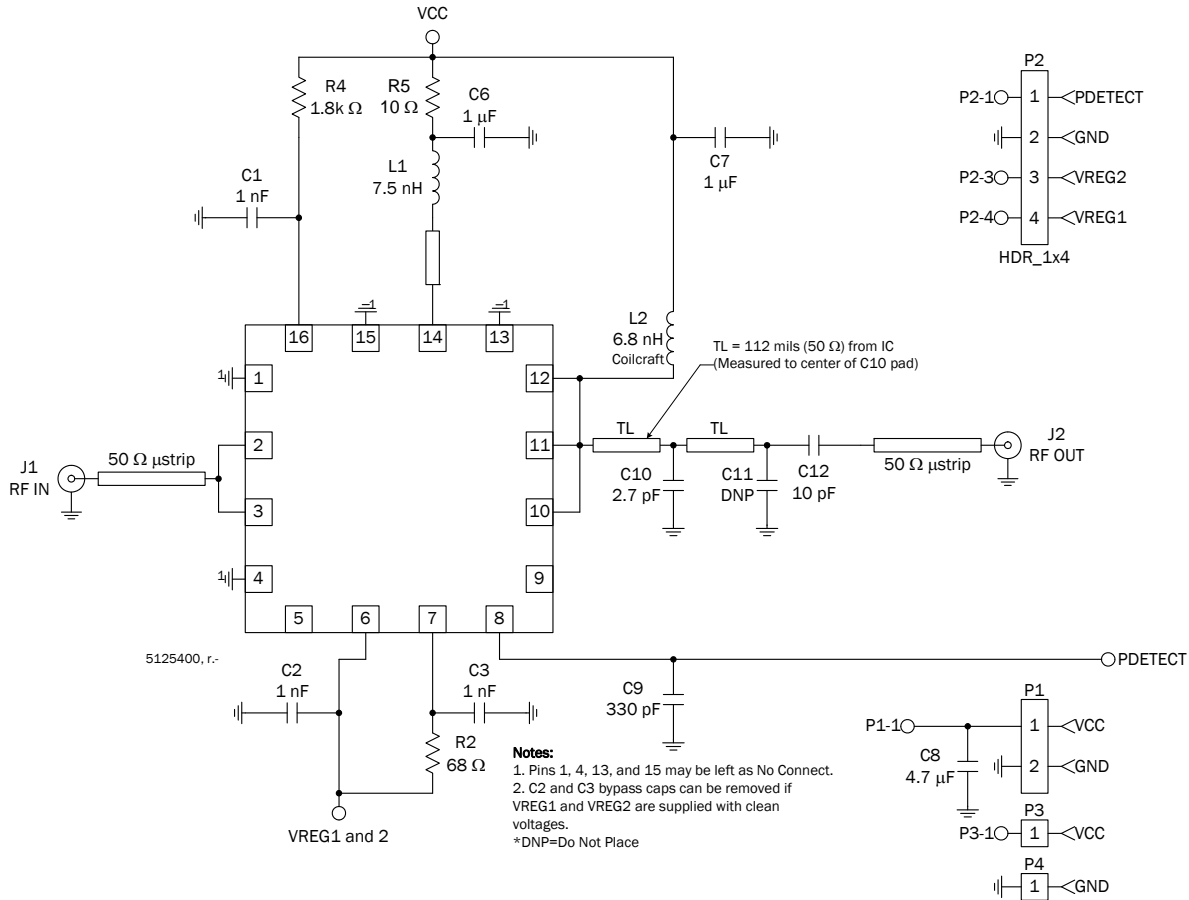 VCC
P2
R4
1.8k Ω
R5
10 Ω
C6
1 µF
P2-1
1
PDETECT
2
GND
P2-3
3
VREG2
P2-4
4
VREG1
HDR_1x4
L1
7.5 nH
C7
1 µF
C1
1 nF
L2
6.8 nH
Coilcraft
TL = 112 mils (50 Ω) from IC
(Measured to center of C10 pad)
1
1
16
15
14
13
1
1
12
2
11
TL
TL
J1
RF IN
50 Ω µstrip
C10
2.7 pF
C11
DNP
C12
10 pF
50 Ω µstrip
J2
RF OUT
3
10
1
4
9
5
6
7
8
5125400, r.-
C2
1 nF
C3
1 nF
R2
68 Ω
VREG1 and 2
C9
330 pF
PDETECT
Notes:
1. Pins 1, 4, 13, and 15 may be left as No Connect.
2. C2 and C3 bypass caps can be removed if
VREG1 and VREG2 are supplied with clean
voltages.
*DNP=Do Not Place
P1
P1-1
1
VCC
C8
4.7 µF
2
GND
P3
P3-1
1
VCC
P4
1
GND